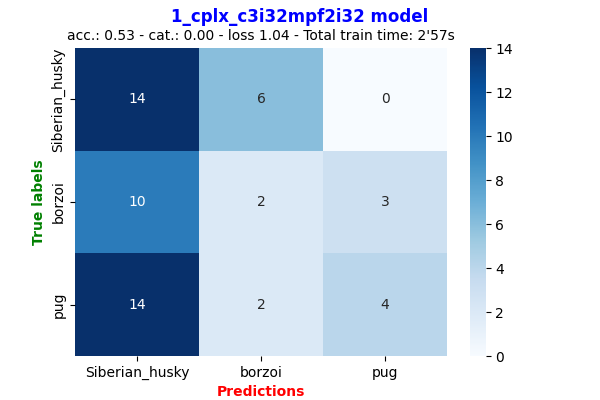 1_cplx_c3i32mpf2i32 model
acc.: 0.53 - cat.: 0.00 - loss 1.04 - Total train time: 2'57s
True labels
Siberian_husky
14
6
0
borzoi
10
2
3
pug
14
2
4
Siberian_husky
borzoi
pug
Predictions
14
12
10
8
6
4
2
0